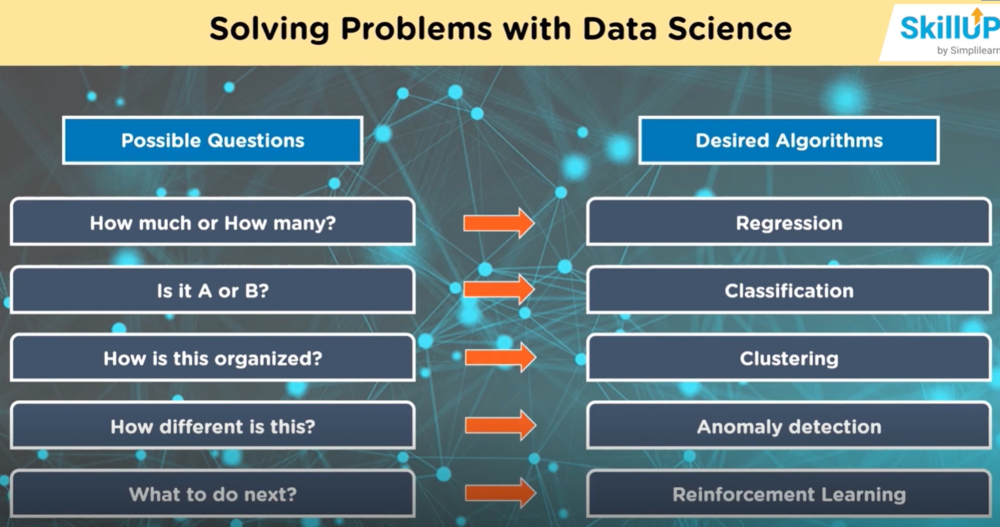 Solving Problems with Data Science
SkillUP
by Simplilearn
Possible Questions
Desired Algorithms
How much or How many?
Regression
Is it A or B?
Classification
How is this organized?
Clustering
How different is this?
Anomaly detection
What to do next?
Reinforcement Learning